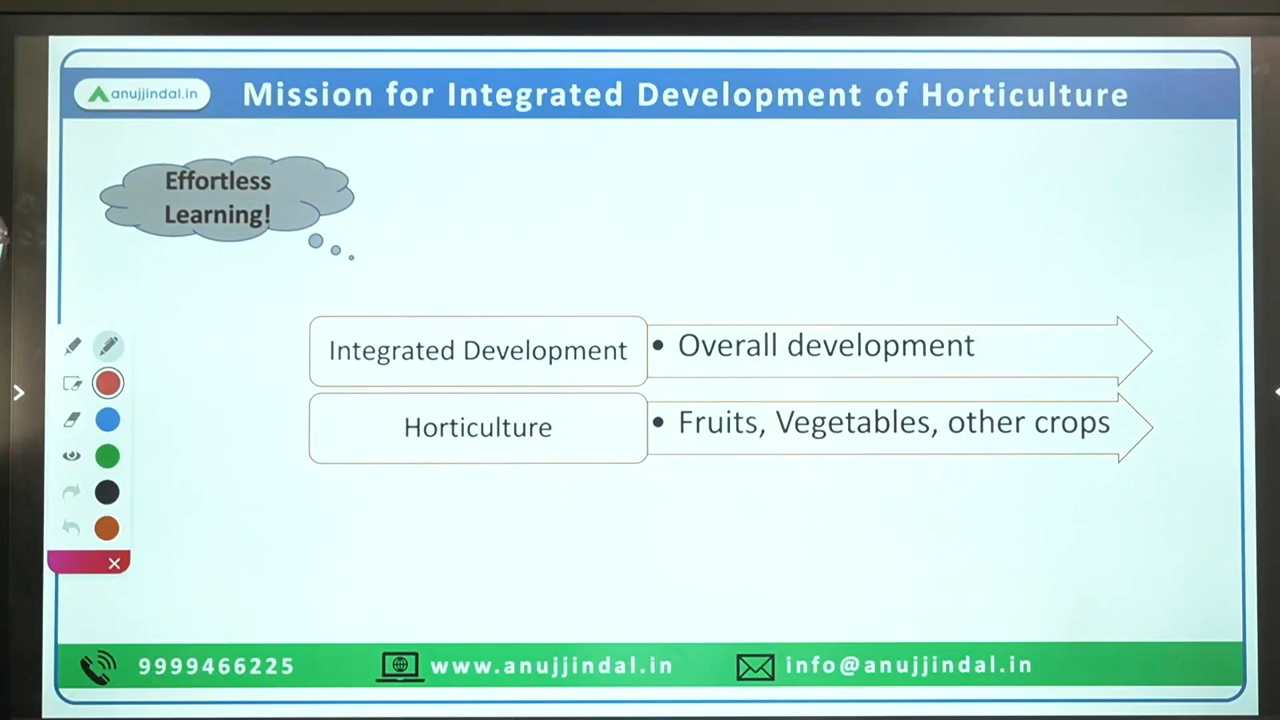 anujjindal.in
Mission for Integrated Development of Horticulture
Effortless
Learning!
Integrated Development
• Overall development
Horticulture
• Fruits, Vegetables, other crops
9999466225
www.anujjindal.in
info@anujjindal.in